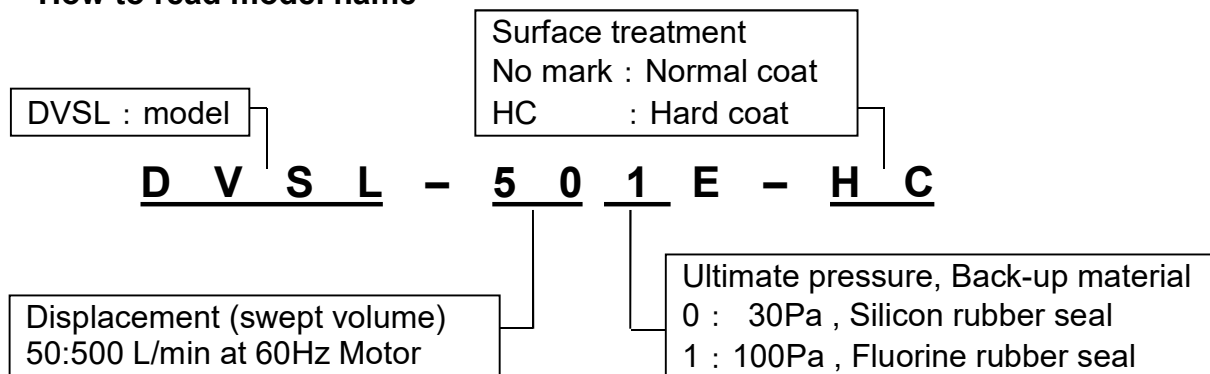 How to read model name
Surface treatment
No mark : Normal coat
HC : Hard coat
DVSL : model
D V S L – 5 0 1 E – H C
Displacement (swept volume)
50:500 L/min at 60Hz Motor
Ultimate pressure, Back-up material
0 : 30Pa , Silicon rubber seal
1 : 100Pa , Fluorine rubber seal